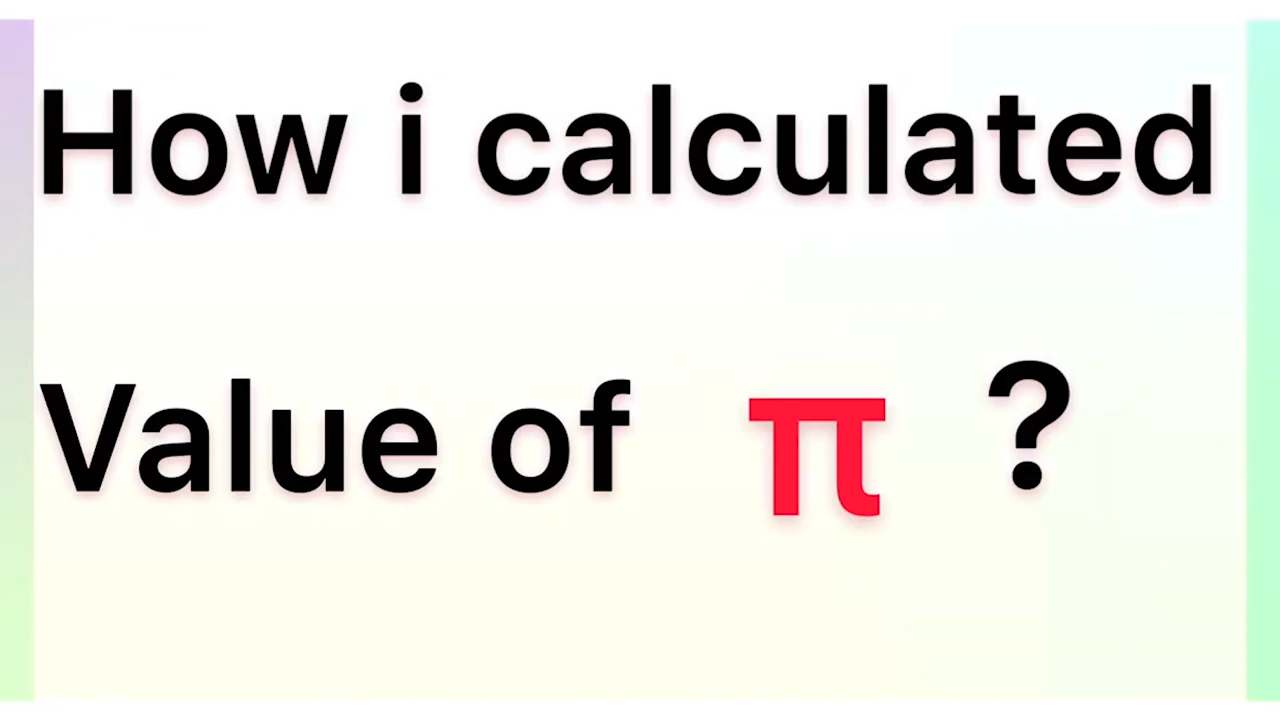 How i calculated
Value of π ?